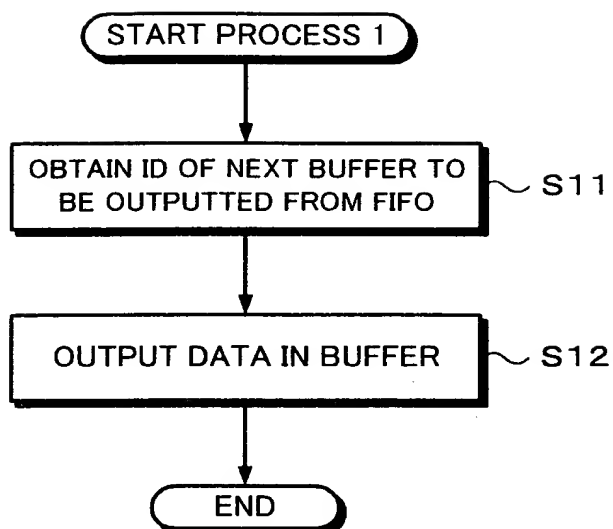 START PROCESS 1
OBTAIN ID OF NEXT BUFFER TO
BE OUTPUTTED FROM FIFO
S11
OUTPUT DATA IN BUFFER
S12
END